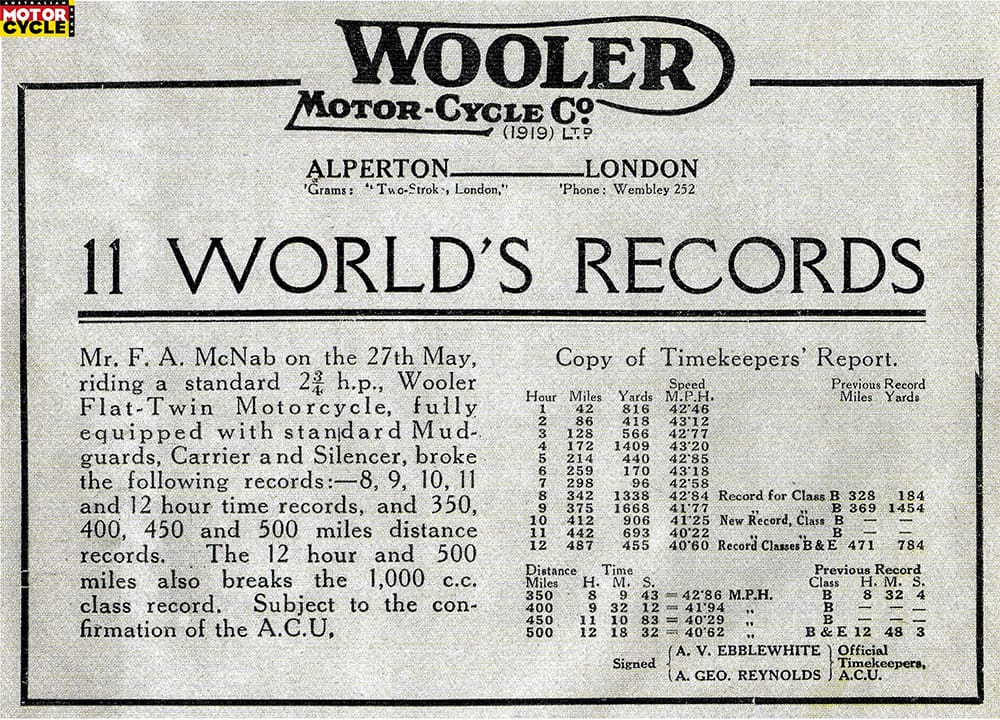 AUSTRALIAN
MOTOR
CYCLE
WOOLER
MOTOR-CYCLE Cº
(1919) LTD
ALPERTON LONDON
'Grams: "Two-Strok, London," 'Phone: Wembley 252
11 WORLD'S RECORDS
Mr. F. A. McNab on the 27th May,
riding a standard 2¾ h.p., Wooler
Flat-Twin Motorcycle, fully
equipped with standard Mud-
guards, Carrier and Silencer, broke
the following records:—8, 9, 10, 11
and 12 hour time records, and 350,
400, 450 and 500 miles distance
records. The 12 hour and 500
miles also breaks the 1,000 c.c.
class record. Subject to the con-
firmation of the A.C.U.
Copy of Timekeepers' Report.
Hour Miles Yards Speed M.P.H. Previous Record Miles Yards
1 42 816 42·46
2 86 418 43·12
3 128 566 42·77
4 172 1409 43·20
5 214 440 42·85
6 259 170 43·18
7 298 96 42·58
8 342 1338 42·84 Record for Class B 328 184
9 375 1668 41·77 " " B 369 1454
10 412 906 41·25 New Record, Class B — —
11 442 693 40·22 " " B — —
12 487 455 40·60 Record Classes B & E 471 784
Distance Miles Time H. M. S. Previous Record Class H. M. S.
350 8 9 43 = 42·86 M.P.H. B 8 32 4
400 9 32 12 = 41·94 " B — — —
450 11 10 83 = 40·29 " B — — —
500 12 18 32 = 40·62 " B & E 12 48 3
Signed A. V. EBBLEWHITE
A. GEO. REYNOLDS
Official
Timekeepers,
A.C.U.